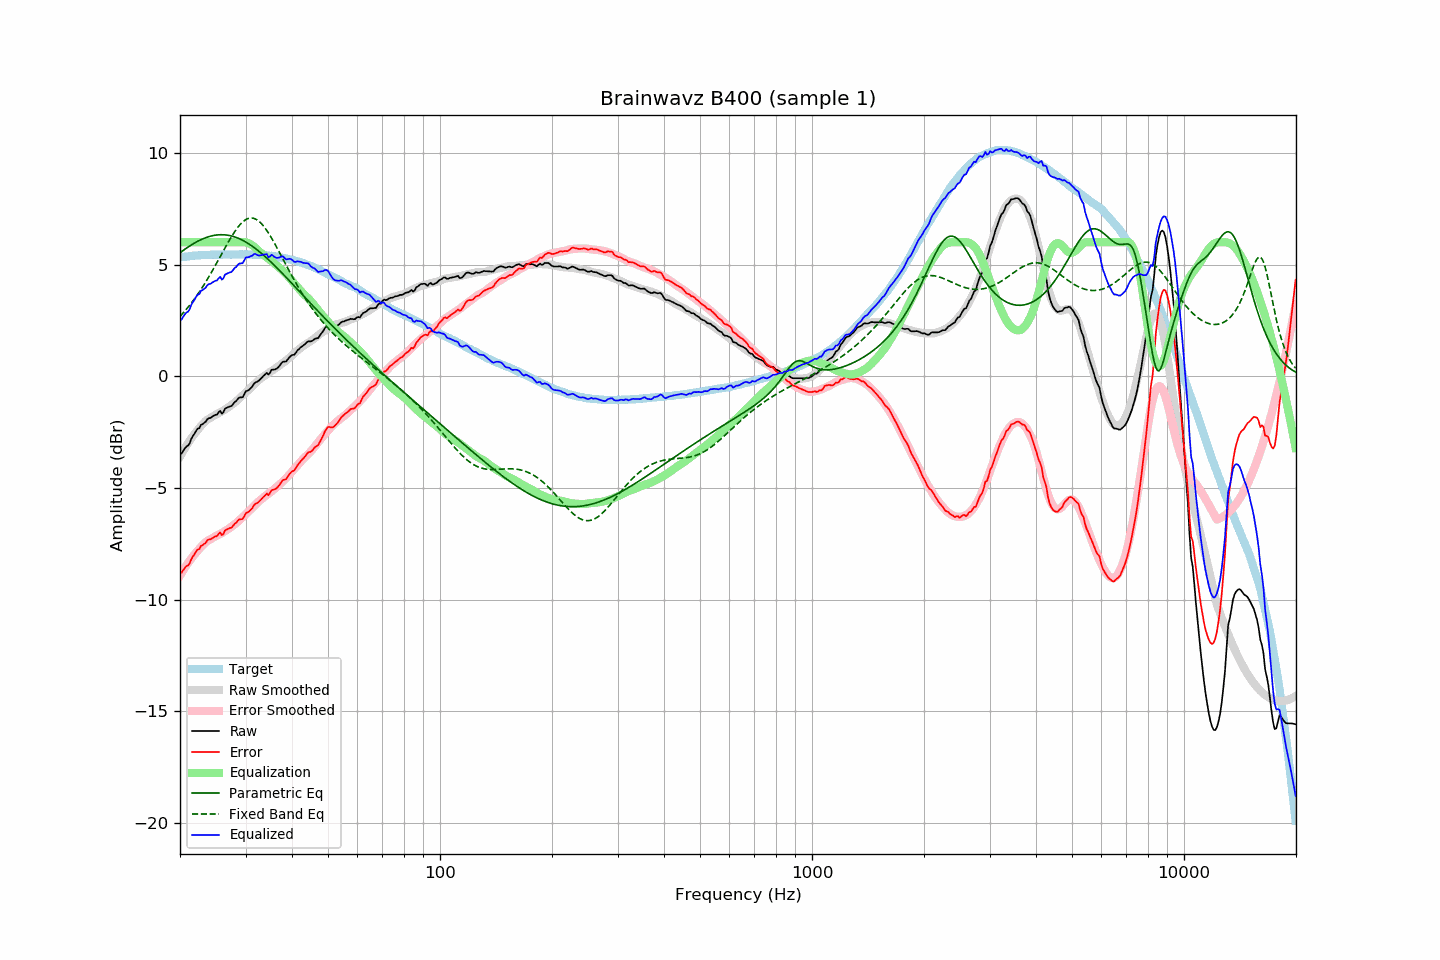 Brainwavz B400 (sample 1)
10
5
0
−5
−10
−15
−20
Amplitude (dBr)
Target
Raw Smoothed
Error Smoothed
Raw
Error
Equalization
Parametric Eq
Fixed Band Eq
Equalized
100
1000
10000
Frequency (Hz)